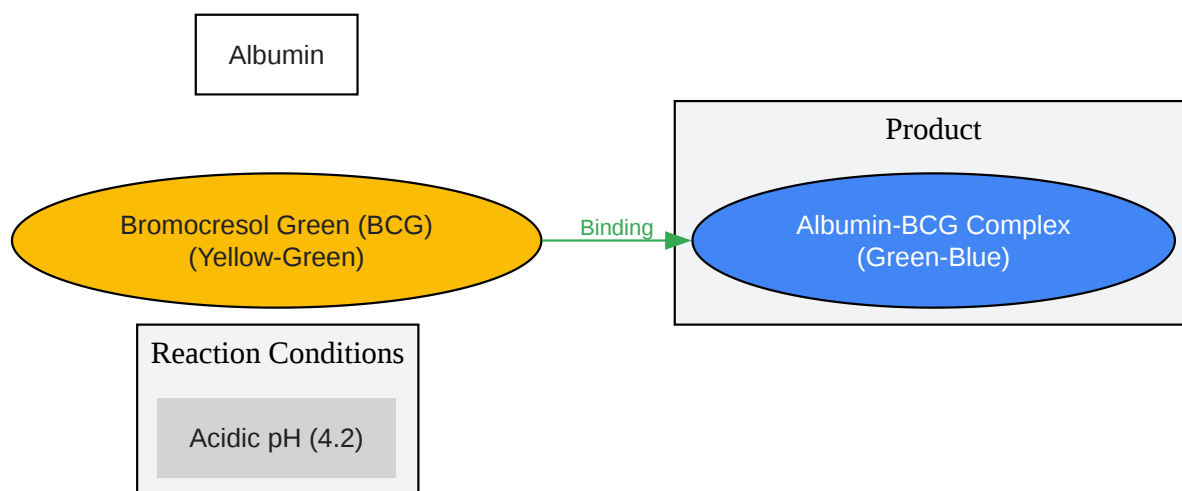 Albumin
Product
Bromocresol Green (BCG)
(Yellow-Green)
Binding
Albumin-BCG Complex
(Green-Blue)
Reaction Conditions
Acidic pH (4.2)